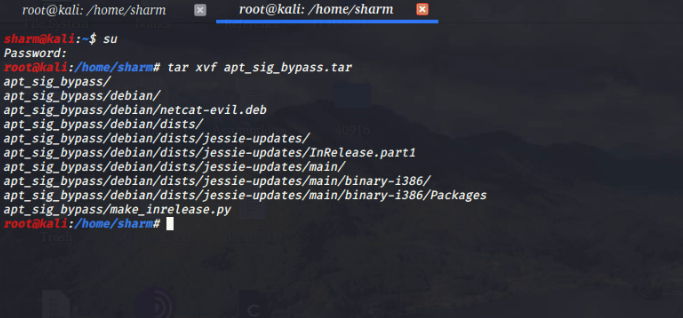 root@kali: /home/sharm
root@kali: /home/sharm
sharm@kali:~$ su
Password:
root@kali:/home/sharm# tar xvf apt_sig_bypass.tar
apt_sig_bypass/
apt_sig_bypass/debian/
apt_sig_bypass/debian/netcat-evil.deb
apt_sig_bypass/debian/dists/
apt_sig_bypass/debian/dists/jessie-updates/
apt_sig_bypass/debian/dists/jessie-updates/InRelease.part1
apt_sig_bypass/debian/dists/jessie-updates/main/
apt_sig_bypass/debian/dists/jessie-updates/main/binary-i386/
apt_sig_bypass/debian/dists/jessie-updates/main/binary-i386/Packages
apt_sig_bypass/make_inrelease.py
root@kali:/home/sharm#